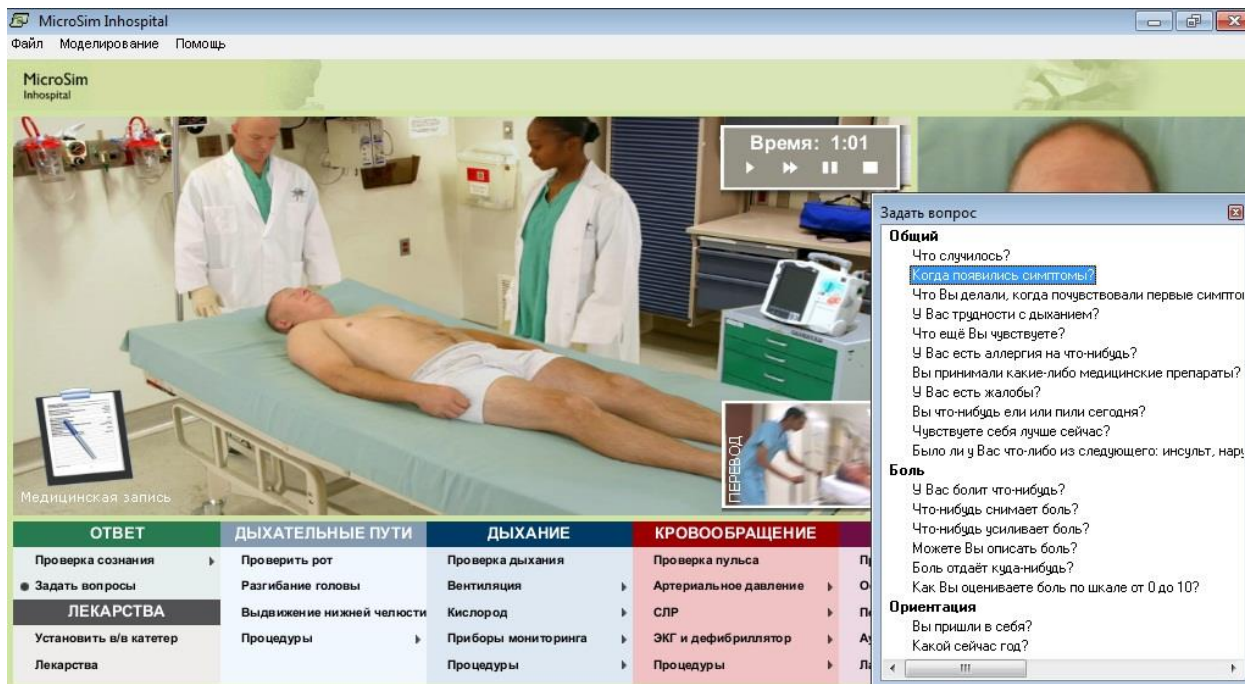 MicroSim Inhospital
Файл Моделирование Помощь
MicroSim
Inhospital
Время: 1:01
Медицинская запись
ПЕРЕВОД
Задать вопрос
Общий
Что случилось?
Когда появились симптомы?
Что Вы делали, когда почувствовали первые симпто
У Вас трудности с дыханием?
Что ещё Вы чувствуете?
У Вас есть аллергия на что-нибудь?
Вы принимали какие-либо медицинские препараты?
У Вас есть жалобы?
Вы что-нибудь ели или пили сегодня?
Чувствуете себя лучше сейчас?
Было ли у Вас что-либо из следующего: инсульт, нару
Боль
У Вас болит что-нибудь?
Что-нибудь снимает боль?
Что-нибудь усиливает боль?
Можете Вы описать боль?
Боль отдаёт куда-нибудь?
Как Вы оцениваете боль по шкале от 0 до 10?
Ориентация
Вы пришли в себя?
Какой сейчас год?
ОТВЕТ
Проверка сознания
Задать вопросы
ЛЕКАРСТВА
Установить в/в катетер
Лекарства
ДЫХАТЕЛЬНЫЕ ПУТИ
Проверить рот
Разгибание головы
Выдвижение нижней челюсти
Процедуры
ДЫХАНИЕ
Проверка дыхания
Вентиляция
Кислород
Приборы мониторинга
Процедуры
КРОВООБРАЩЕНИЕ
Проверка пульса
Артериальное давление
СЛР
ЭКГ и дефибриллятор
Процедуры